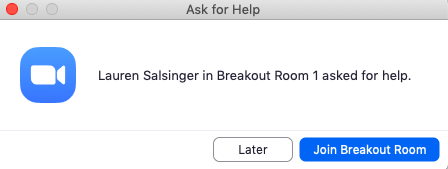 Ask for Help
Lauren Salsinger in Breakout Room 1 asked for help.
Later
Join Breakout Room